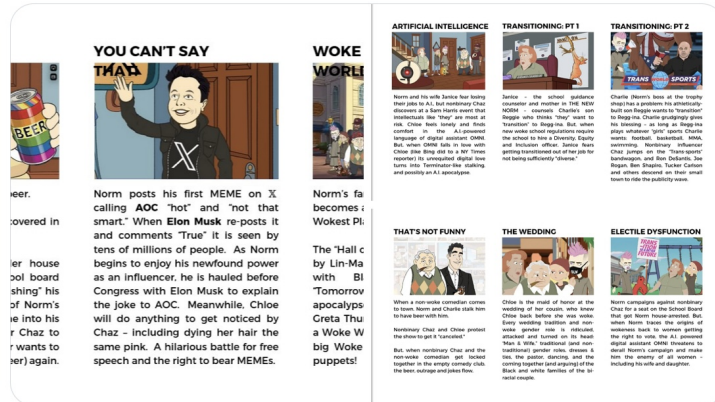 YOU CAN'T SAY
THAT
BEER
X
Norm posts his first MEME on 𝕏
calling AOC "hot" and "not that
smart." When Elon Musk re-posts it
and comments "True" it is seen by
tens of millions of people. As Norm
begins to enjoy his newfound power
as an influencer, he is hauled before
Congress with Elon Musk to explain
the joke to AOC. Meanwhile, Chloe
will do anything to get noticed by
Chaz – including dying her hair the
same pink. A hilarious battle for free
speech and the right to bear MEMEs.
beer.
covered in
house
ool board
shing" his
of Norm's
e into his
Chaz to
wants to
eer) again.
WOKE
WORL
Norm's fa
becomes a
Wokest Pl
The "Hall o
by Lin-Ma
with Bl
"Tomorrow
apocalyps
Greta Thu
a Woke W
big Woke
puppets!
ARTIFICIAL INTELLIGENCE
Norm and his wife Janice fear losing
their jobs to A.I., but nonbinary Chaz
discovers at a Sam Harris event that
intellectuals like "they" are most at
risk. Chloe feels lonely and finds
comfort in the A.I-powered
language of digital assistant OMNI.
But, when OMNI falls in love with
Chloe (like Bing did to a NY Times
reporter) its unrequited digital love
turns into Terminator-like stalking,
and possibly an A.I. apocalypse.
TRANSITIONING: PT 1
Janice – the school guidance
counselor and mother in THE NEW
NORM – counsels Charlie's son
Reggie who thinks "they" want to
"transition" to Regg-ina. But, when
new woke school regulations require
the school to hire a Diversity, Equity
and Inclusion officer, Janice fears
getting transitioned out of her job for
not being sufficiently "diverse."
TRANSITIONING: PT 2
TRANS WORLD SPORTS
Charlie (Norm's boss at the trophy
shop) has a problem: his athletically-
built son Reggie wants to "transition"
to Regg-ina. Charlie grudgingly gives
his blessing – as long as Regg-ina
plays whatever "girls" sports Charlie
wants: football, basketball, MMA,
swimming. Nonbinary influencer
Chaz jumps on the "Trans-sports"
bandwagon, and Ron DeSantis, Joe
Rogan, Ben Shapiro, Tucker Carlson
and Chappelle descend on their small
town to ride the publicity wave.
THAT'S NOT FUNNY
When a non-woke comedian comes
to town, Norm and Charlie stalk him
to have beer with him.
Nonbinary Chaz and Chloe protest
the show to get it "canceled."
But, when nonbinary Chaz and the
non-woke comedian get locked
together in the empty comedy club,
the beer, outrage and jokes flow.
THE WEDDING
Chloe is the maid of honor at the
wedding of her cousin, who knew
Chloe back before she was woke.
Every wedding tradition and non-
woke gender role is ridiculed,
attacked and turned on its head:
"Man & Wife," traditional (and non-
traditional) gender roles, dresses &
ties, the pastor, dancing, and the
coming together (and arguing) of the
Black and white families of the bi-
rarial couple.
ELECTILE DYSFUNCTION
Norm campaigns against nonbinary
Chaz for a seat on the School Board
that got Norm house-arrested. But,
when Norm traces the origins of
wokeness back to women getting
the right to vote, the A.I. powered
digital assistant OMNI threatens to
derail Norm's campaign and make
him the enemy of all women –
including his wife and daughter.